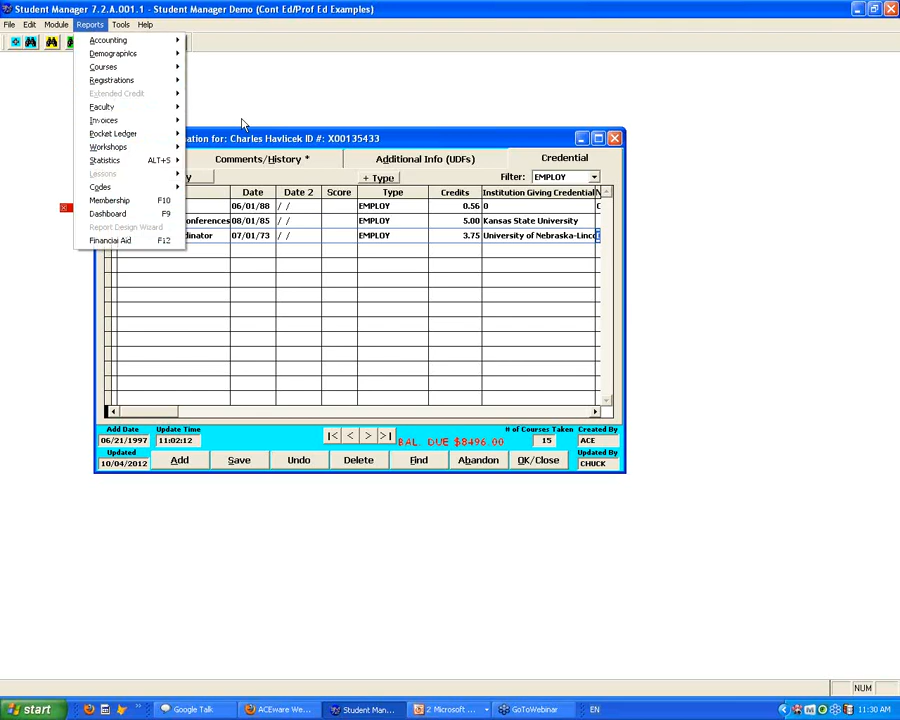 Student Manager 7.2.A.001.1 - Student Manager Demo (Cont Ed/Prof Ed Examples)
File Edit Module Reports Tools Help
Accounting
Demographics
Courses
Registrations
Extended Credit
Faculty
Invoices
Pocket Ledger
Workshops
Statistics ALT+S
Lessons
Codes
Membership F10
Dashboard F9
Report Design Wizard
Financial Aid F12
for: Charles Havlicek ID #: X00135433
Comments/History * Additional Info (UDFs) Credential
+ Type Filter: EMPLOY
Date Date 2 Score Type Credits Institution Giving Credential
06/01/88 / / EMPLOY 0.56 0
onferences 08/01/85 / / EMPLOY 5.00 Kansas State University
dinator 07/01/73 / / EMPLOY 3.75 University of Nebraska-Linco
Add Date Update Time # of Courses Taken Created By
06/21/1997 11:02:12 |< < > >| BAL. DUE $8496.00 15 ACE
Updated Updated By
10/04/2012 Add Save Undo Delete Find Abandon OK/Close CHUCK
NUM
start Google Talk ACEware We... Student Man... 2 Microsoft ... GoToWebinar EN 11:30 AM